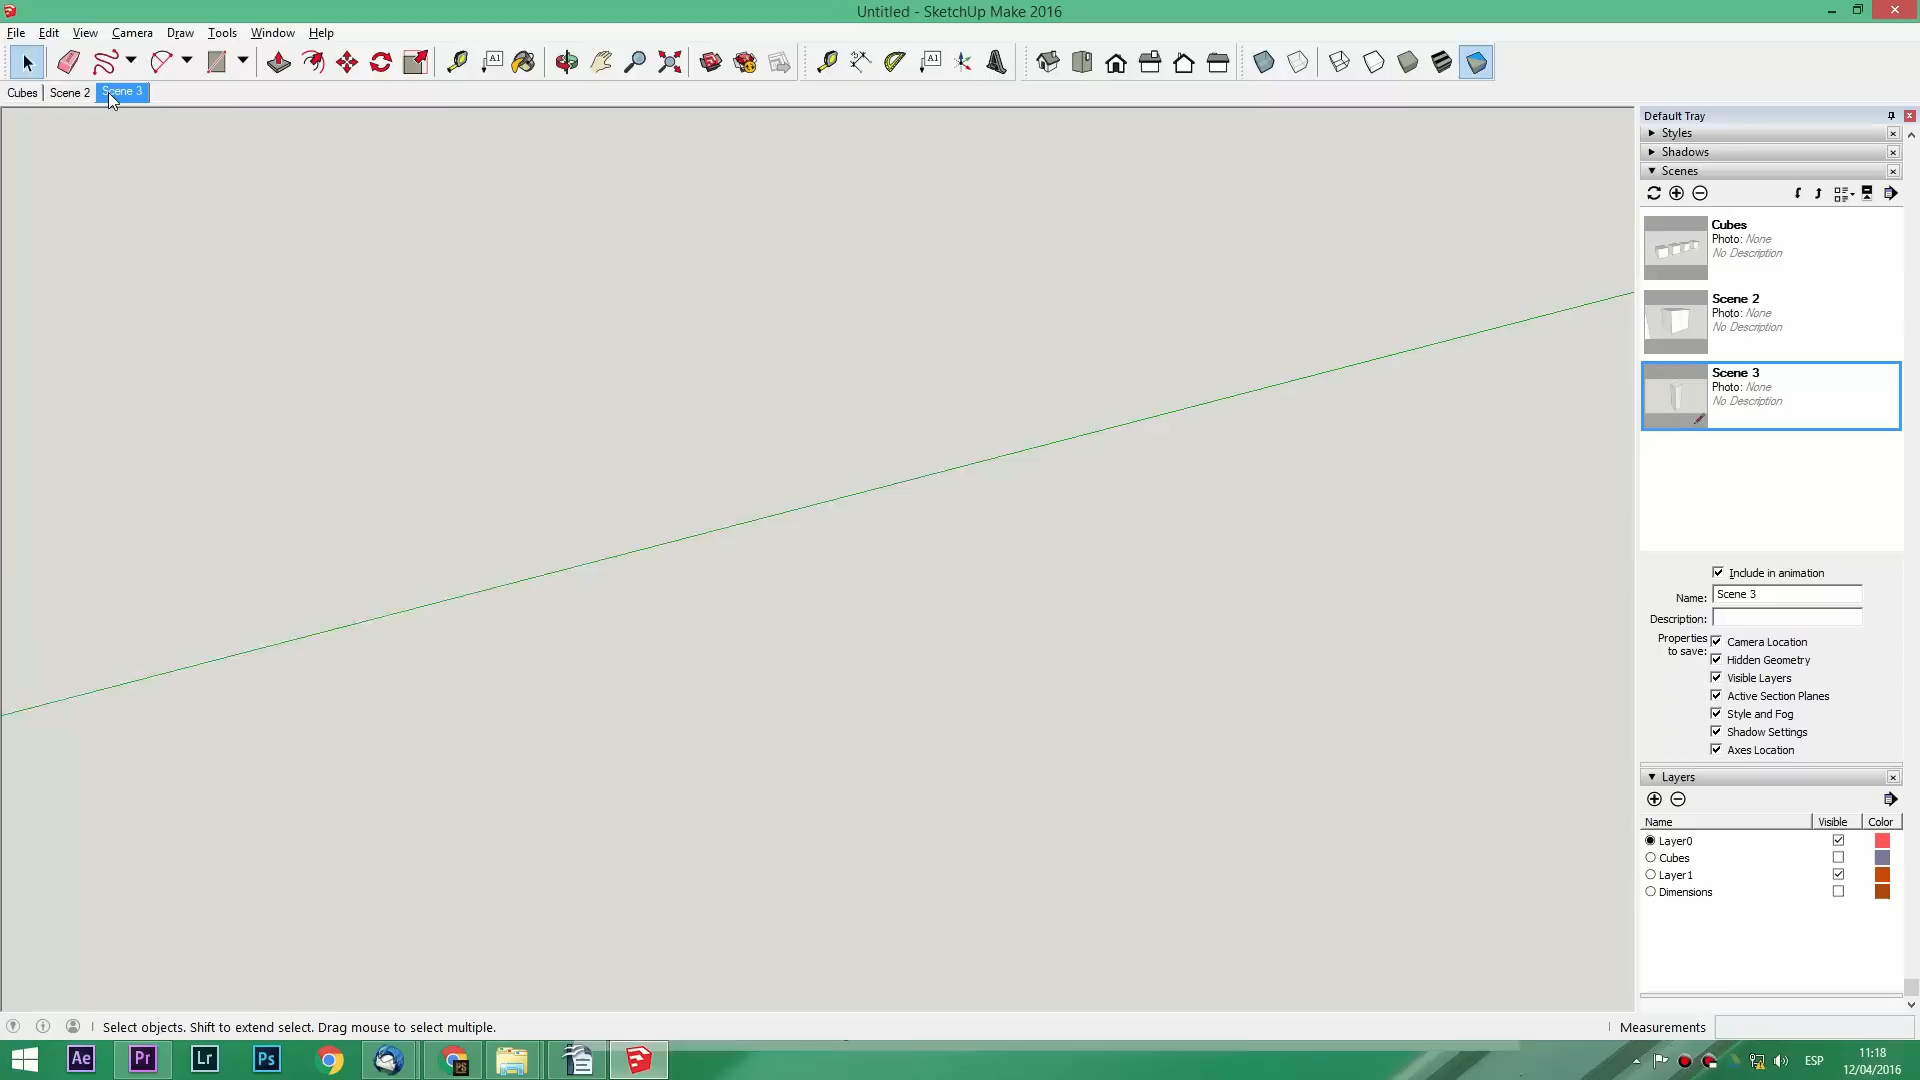 Untitled - SketchUp Make 2016
File Edit View Camera Draw Tools Window Help
A1
A1
Cubes Scene 2 Scene 3
Default Tray
Styles
Shadows
Scenes
Cubes
Photo: None
No Description
Scene 2
Photo: None
No Description
Scene 3
Photo: None
No Description
Include in animation
Name: Scene 3
Description:
Properties to save:
Camera Location
Hidden Geometry
Visible Layers
Active Section Planes
Style and Fog
Shadow Settings
Axes Location
Layers
Name Visible Color
Layer0
Cubes
Layer1
Dimensions
Select objects. Shift to extend select. Drag mouse to select multiple.
Measurements
Ae Pr Lr Ps PS
ESP
11:18
12/04/2016